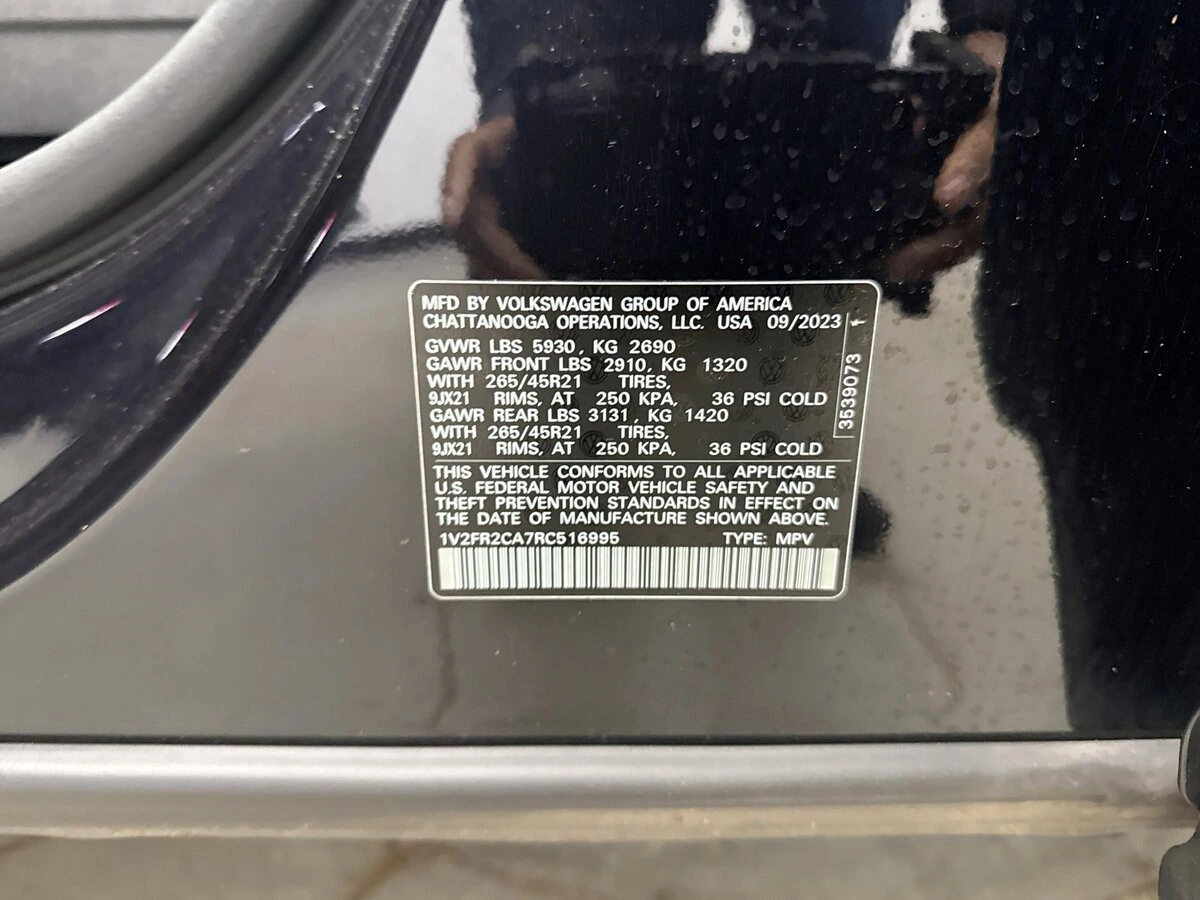 MFD BY VOLKSWAGEN GROUP OF AMERICA
CHATTANOOGA OPERATIONS, LLC. USA 09/2023
GVWR LBS 5930, KG 2690
GAWR FRONT LBS 2910, KG 1320
WITH 265/45R21 TIRES,
9JX21 RIMS, AT 250 KPA, 36 PSI COLD
GAWR REAR LBS 3131, KG 1420
WITH 265/45R21 TIRES,
9JX21 RIMS, AT 250 KPA, 36 PSI COLD
3539073
THIS VEHICLE CONFORMS TO ALL APPLICABLE
U.S. FEDERAL MOTOR VEHICLE SAFETY AND
THEFT PREVENTION STANDARDS IN EFFECT ON
THE DATE OF MANUFACTURE SHOWN ABOVE.
1V2FR2CA7RC516995 TYPE: MPV